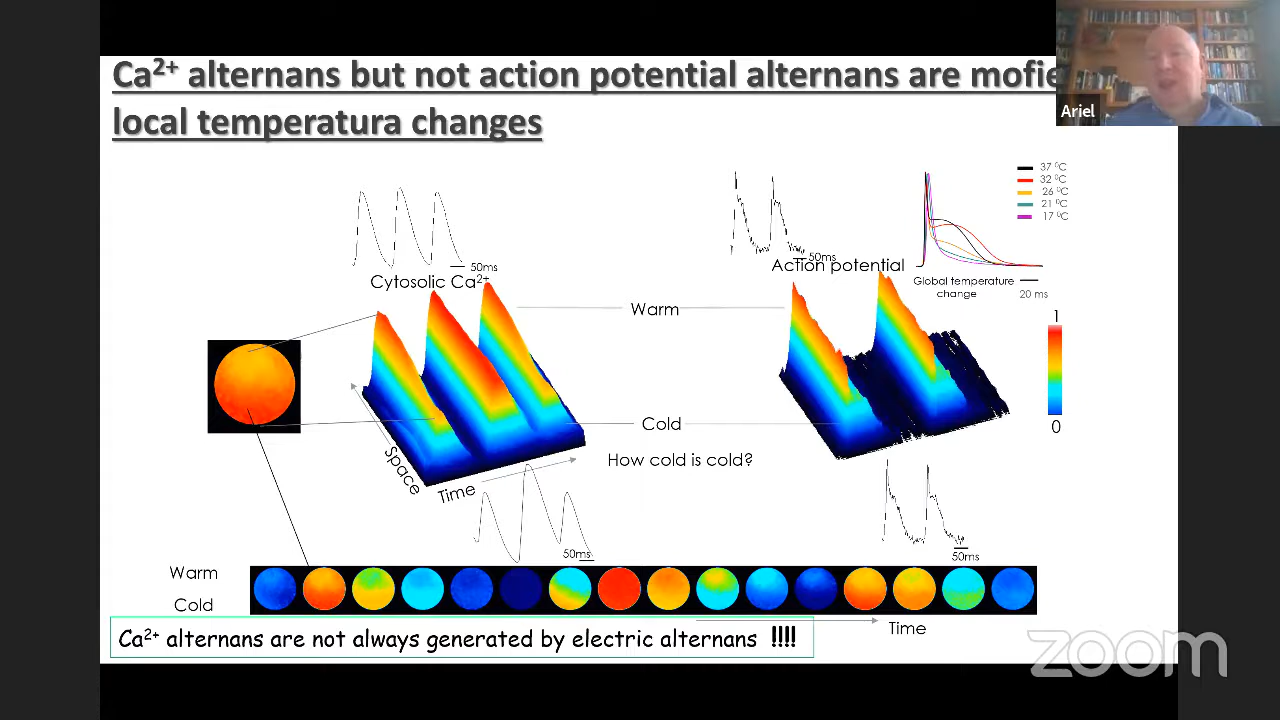 Ca²⁺ alternans but not action potential alternans are mofie
local temperatura changes
Ariel
37 ⁰C
32 ⁰C
26 ⁰C
21 ⁰C
17 ⁰C
50ms
Cytosolic Ca²⁺
50ms
Action potential
Global temperature
change
20 ms
Warm
1
Cold
0
How cold is cold?
Space
Time
50ms
50ms
Warm
Cold
Time
Ca²⁺ alternans are not always generated by electric alternans !!!!
zoom